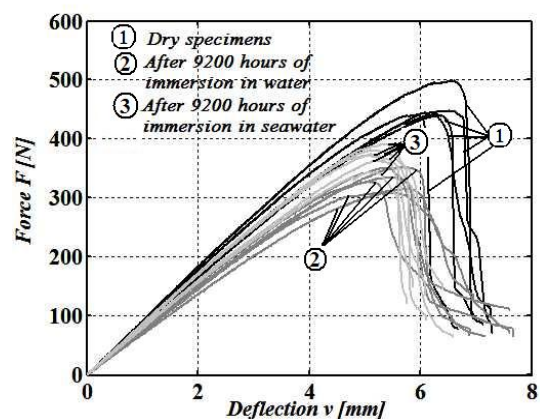 600
500
400
300
200
100
0
Force F [N]
1 Dry specimens
2 After 9200 hours of
immersion in water
3 After 9200 hours of
immersion in seawater
3
1
2
0 2 4 6 8
Deflection v [mm]